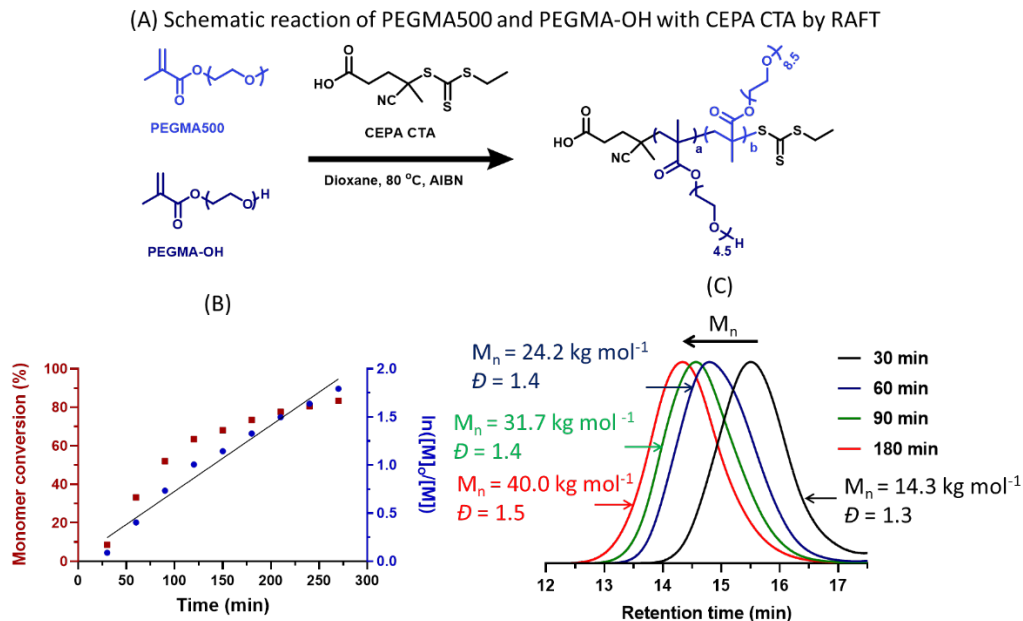 (A) Schematic reaction of PEGMA500 and PEGMA-OH with CEPA CTA by RAFT
O
O
O
PEGMA500
O
HO
NC
S
S
S
CEPA CTA
Dioxane, 80 °C, AIBN
O
O
O
H
PEGMA-OH
O
8.5
O
O
O
HO
NC
a
b
S
S
S
O
O
O
4.5
H
(B)
(C)
Monomer conversion (%)
100
80
60
40
20
0
0
50
100
150
200
250
300
Time (min)
2.0
1.5
1.0
0.5
0.0
ln([M]₀/[M])
Mₙ
Mₙ = 24.2 kg mol⁻¹
Đ = 1.4
Mₙ = 31.7 kg mol⁻¹
Đ = 1.4
Mₙ = 40.0 kg mol⁻¹
Đ = 1.5
30 min
60 min
90 min
180 min
Mₙ = 14.3 kg mol⁻¹
Đ = 1.3
12
13
14
15
16
17
Retention time (min)